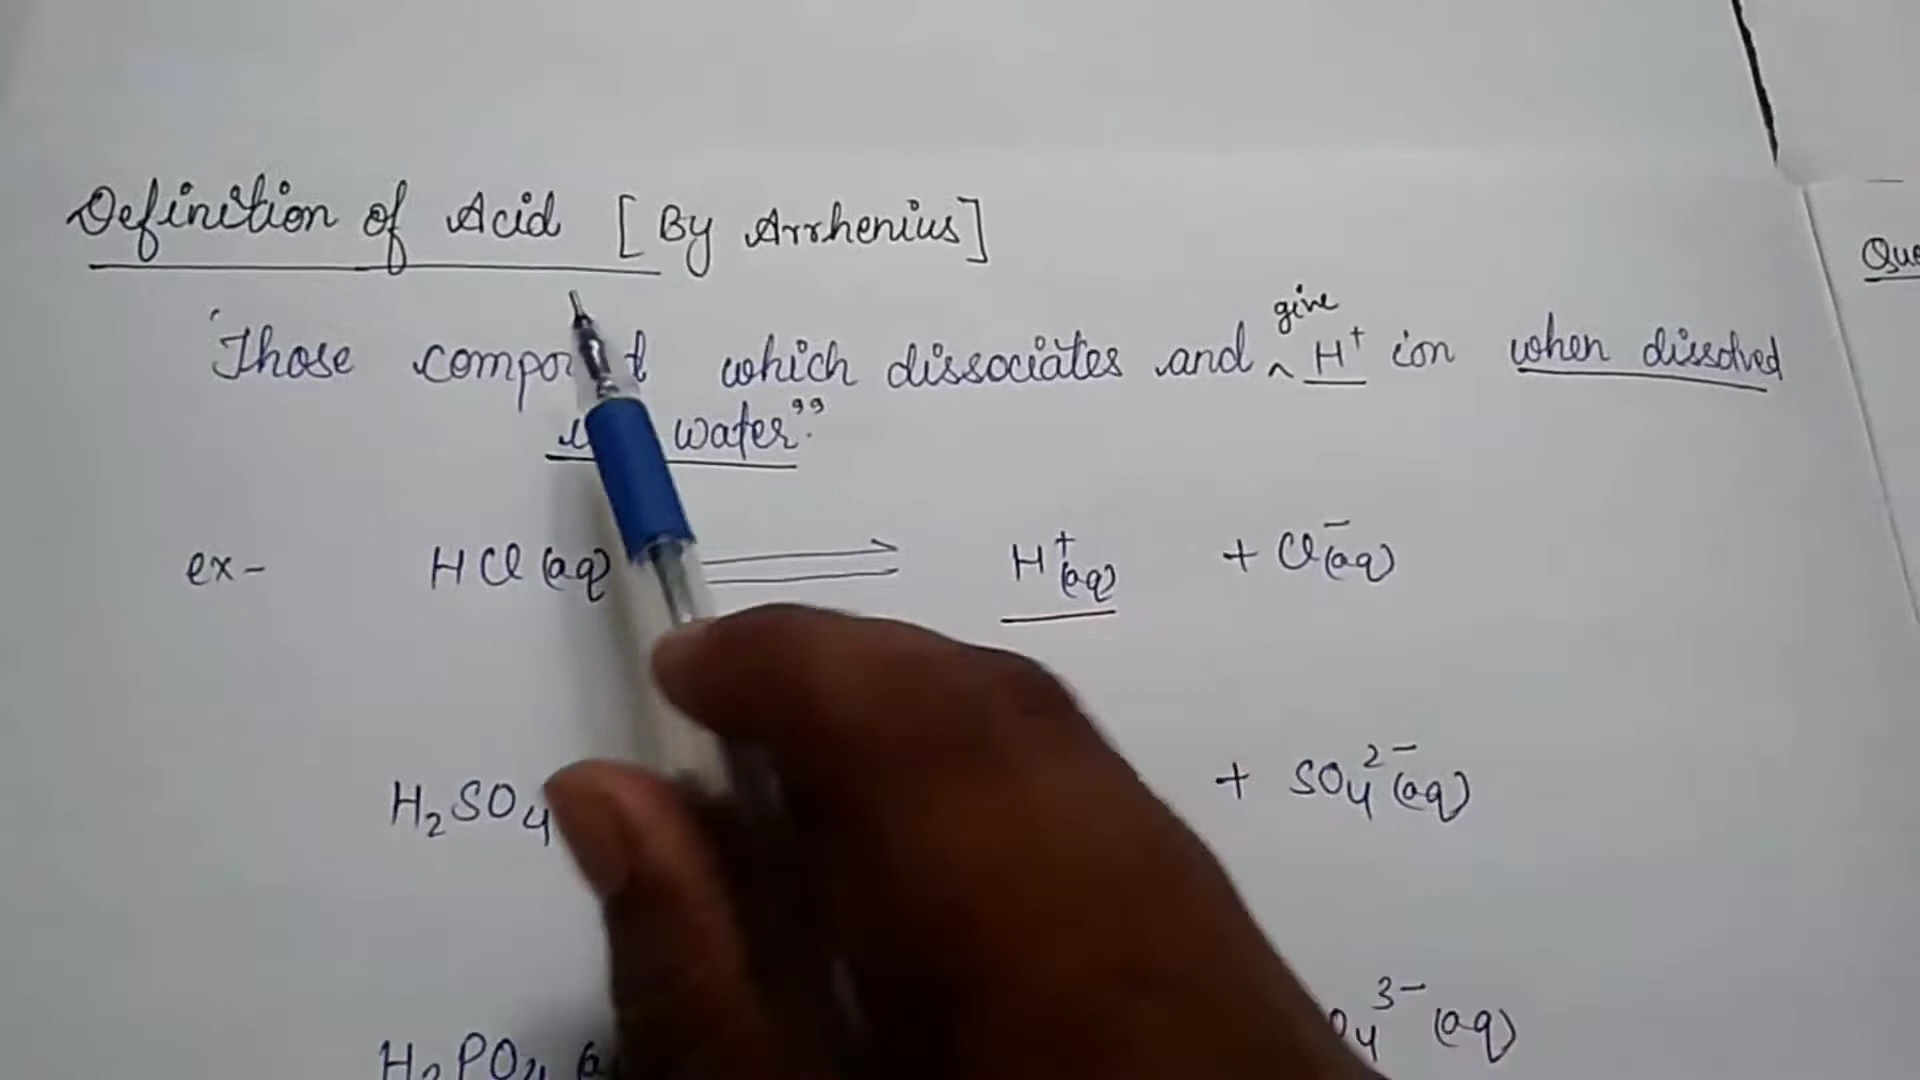 Definition of Acid [By Arrhenius]
Those which dissociates and give H⁺ ion when dissolved
water”.
ex- HCl (aq) ⇌ H⁺(aq) + Cl⁻(aq)
H₂SO₄ + SO₄²⁻(aq)
³⁻(aq)
Que